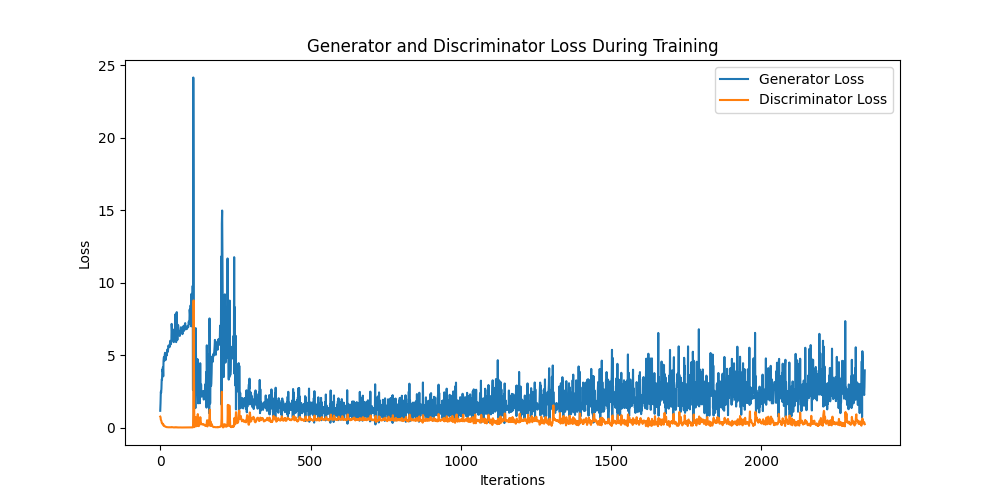 Generator and Discriminator Loss During Training
Generator Loss
Discriminator Loss
25
20
15
10
5
0
Loss
0 500 1000 1500 2000
Iterations